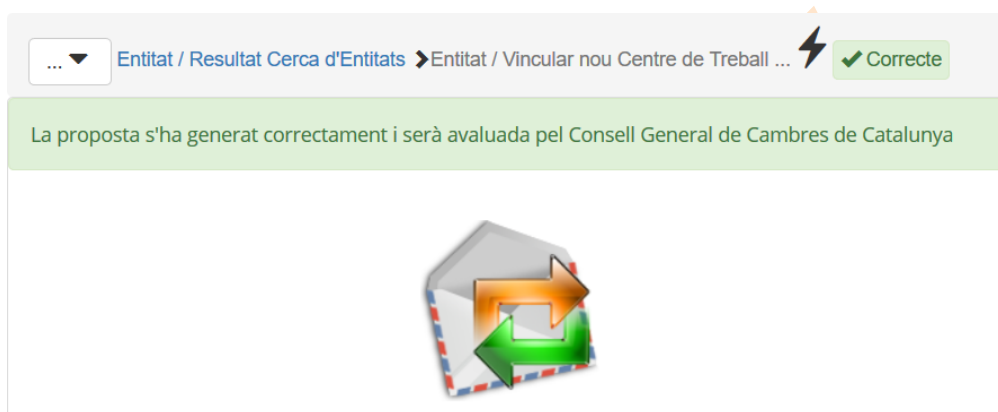 ... Entitat / Resultat Cerca d'Entitats Entitat / Vincular nou Centre de Treball ... Correcte
La proposta s'ha generat correctament i serà avaluada pel Consell General de Cambres de Catalunya